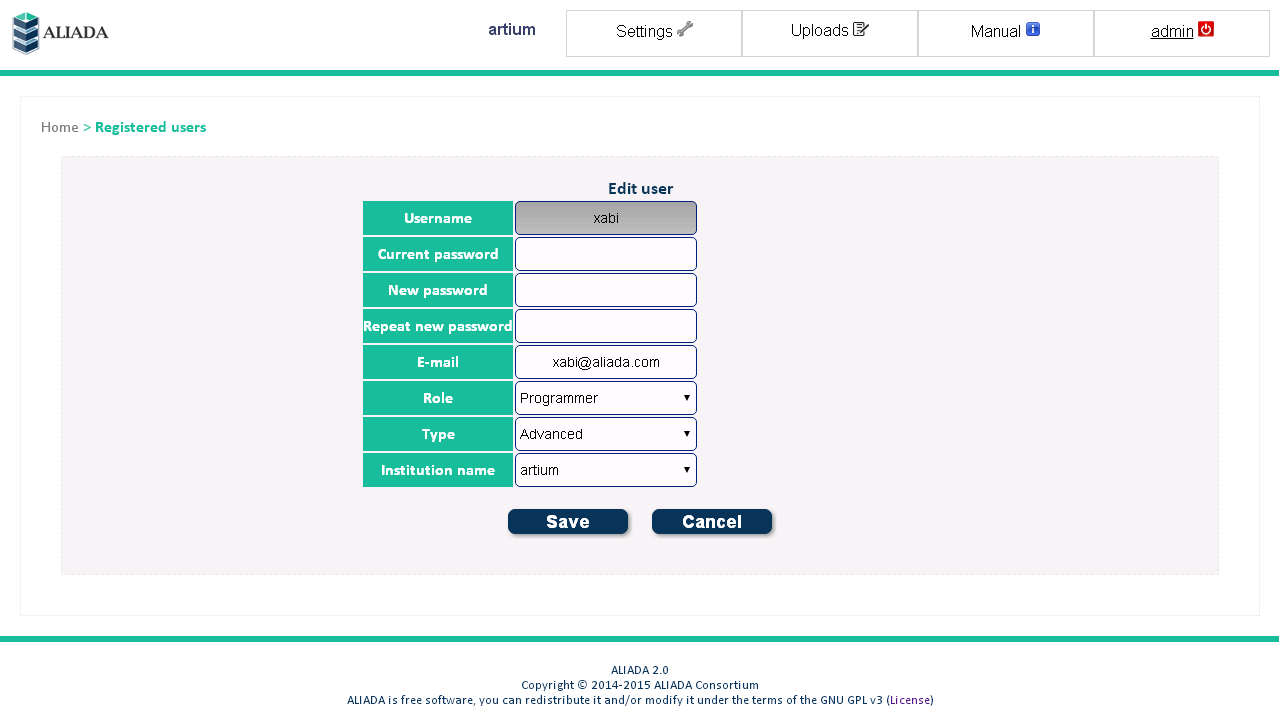 ALIADA
artium
Settings
Uploads
Manual
admin
Home > Registered users
Edit user
Username xabi
Current password
New password
Repeat new password
E-mail xabi@aliada.com
Role Programmer
Type Advanced
Institution name artium
Save Cancel
ALIADA 2.0
Copyright © 2014-2015 ALIADA Consortium
ALIADA is free software, you can redistribute it and/or modify it under the terms of the GNU GPL v3 (License)